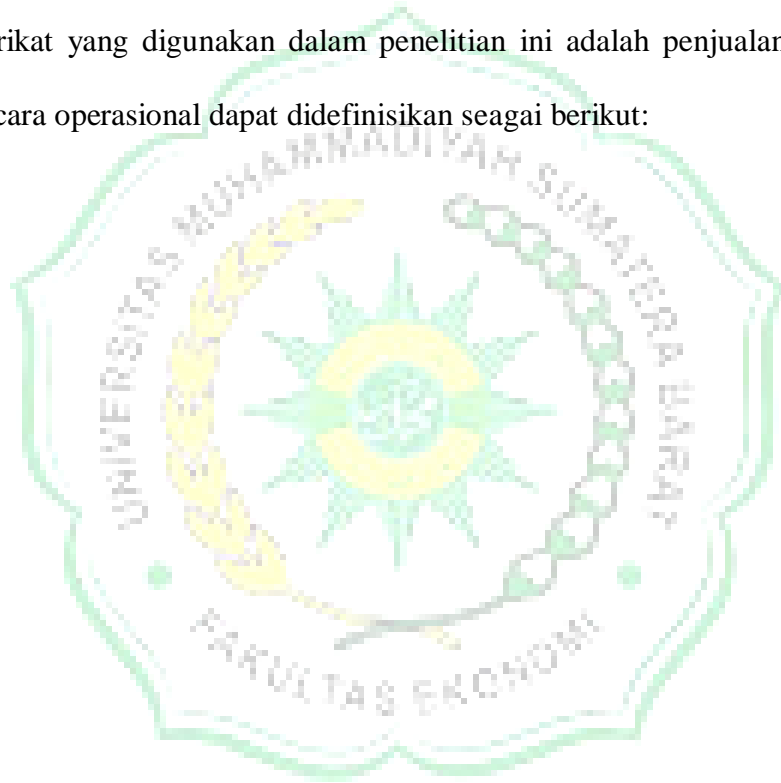 rikat yang digunakan dalam penelitian ini adalah penjualan
cara operasional dapat didefinisikan seagai berikut:
UNIVERSITAS MUHAMMADIYAH SUMATERA BARAT
FAKULTAS EKONOMI